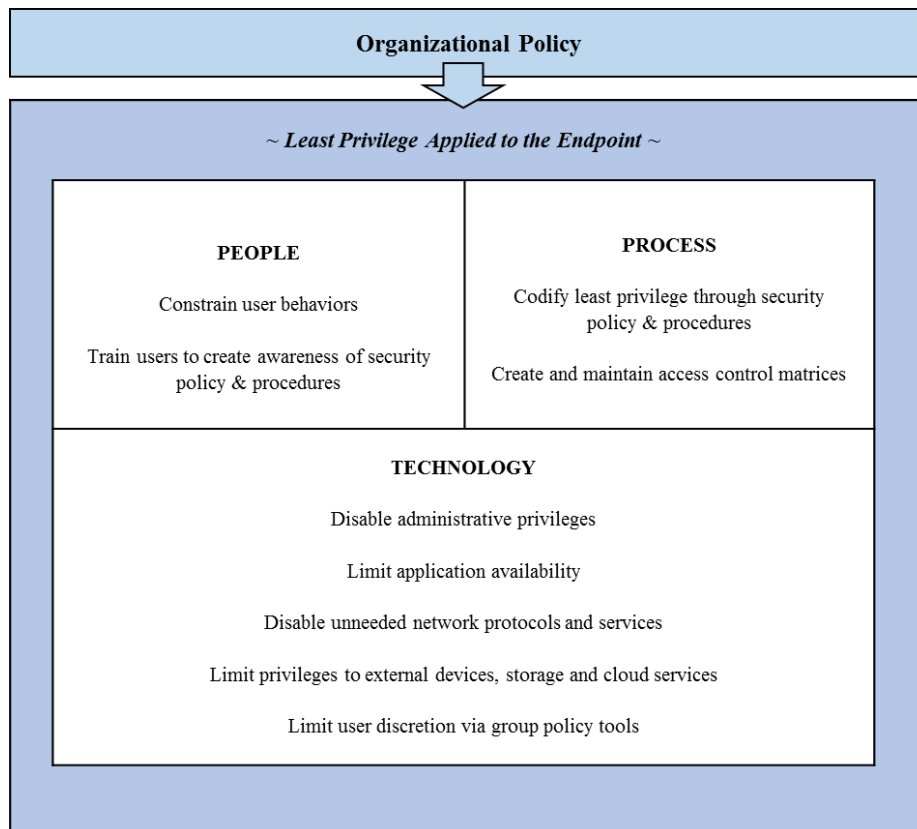 Organizational Policy
~ Least Privilege Applied to the Endpoint ~
PEOPLE
Constrain user behaviors
Train users to create awareness of security
policy & procedures
PROCESS
Codify least privilege through security
policy & procedures
Create and maintain access control matrices
TECHNOLOGY
Disable administrative privileges
Limit application availability
Disable unneeded network protocols and services
Limit privileges to external devices, storage and cloud services
Limit user discretion via group policy tools